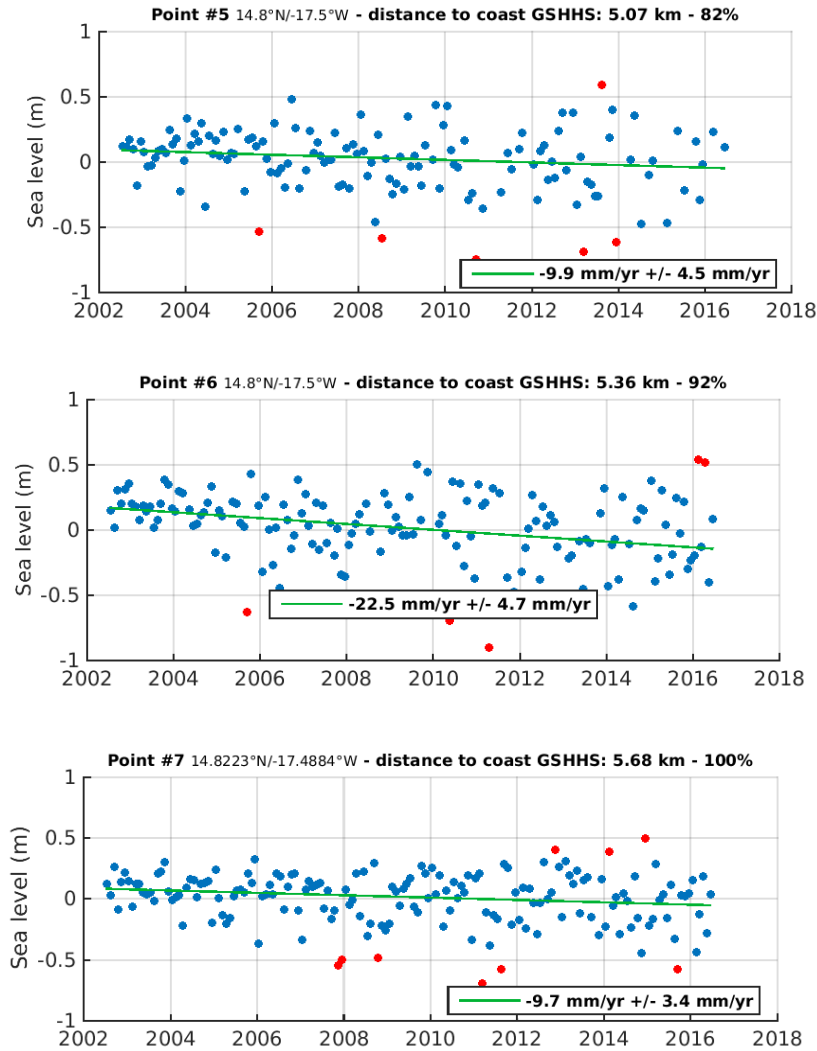 Point #5 14.8°N/-17.5°W - distance to coast GSHHS: 5.07 km - 82%
1
0.5
0
-0.5
-1
Sea level (m)
-9.9 mm/yr +/- 4.5 mm/yr
2002 2004 2006 2008 2010 2012 2014 2016 2018
Point #6 14.8°N/-17.5°W - distance to coast GSHHS: 5.36 km - 92%
1
0.5
0
-0.5
-1
Sea level (m)
-22.5 mm/yr +/- 4.7 mm/yr
2002 2004 2006 2008 2010 2012 2014 2016 2018
Point #7 14.8223°N/-17.4884°W - distance to coast GSHHS: 5.68 km - 100%
1
0.5
0
-0.5
-1
Sea level (m)
-9.7 mm/yr +/- 3.4 mm/yr
2002 2004 2006 2008 2010 2012 2014 2016 2018